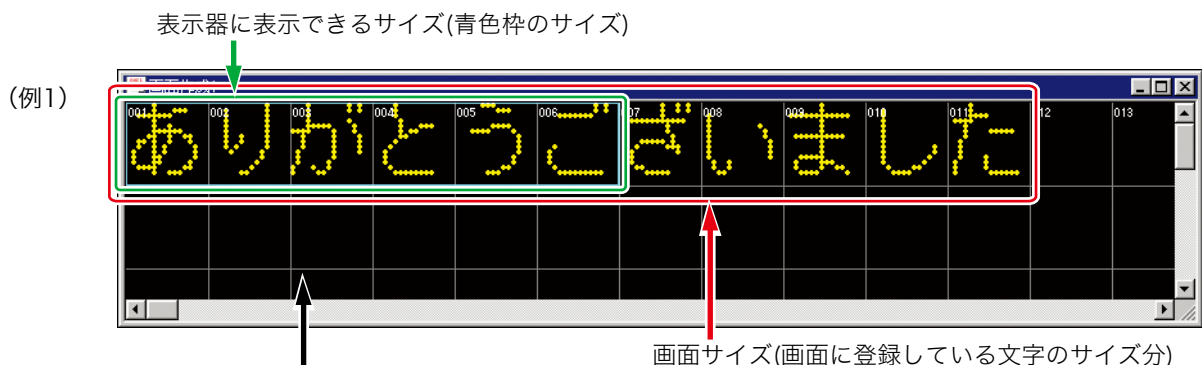 表示器に表示できるサイズ(青色枠のサイズ)
(例1)
001 002 003 004 005 006 007 008 009 010 011 012 013
ありがとうございました
画面サイズ(画面に登録している文字のサイズ分)